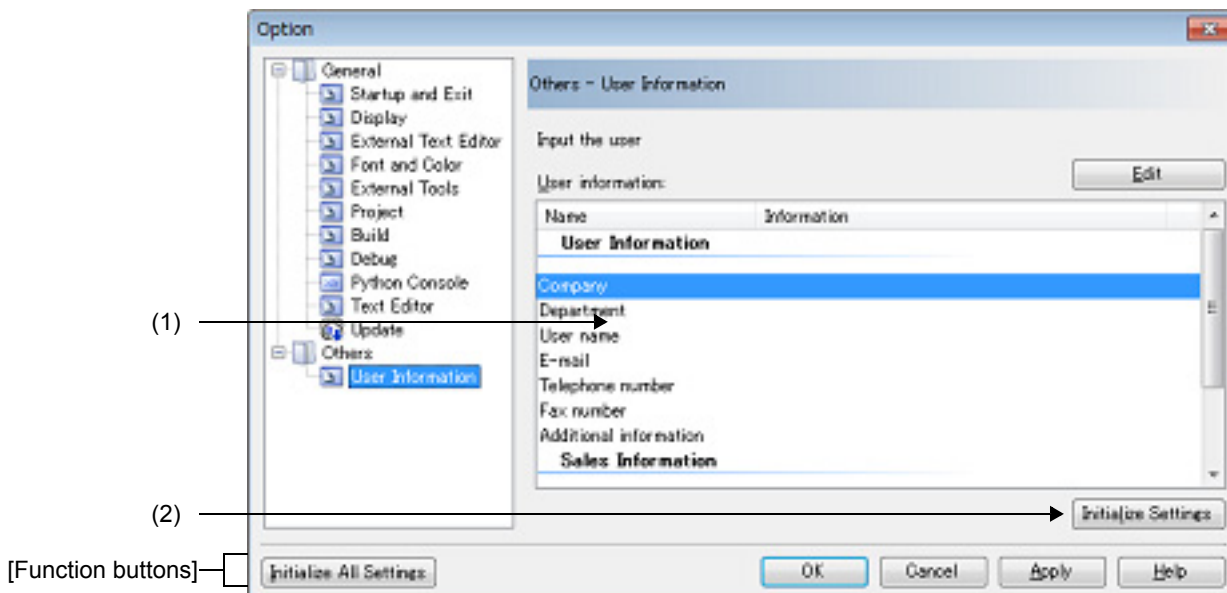 Option
General
Startup and Exit
Display
External Text Editor
Font and Color
External Tools
Project
Build
Debug
Python Console
Text Editor
Update
Others
User Information
Others - User Information
Input the user
User information:
Edit
Name Information
User Information
Company
Department
User name
E-mail
Telephone number
Fax number
Additional information
Sales Information
Initialize Settings
(1)
(2)
[Function buttons]
Initialize All Settings OK Cancel Apply Help